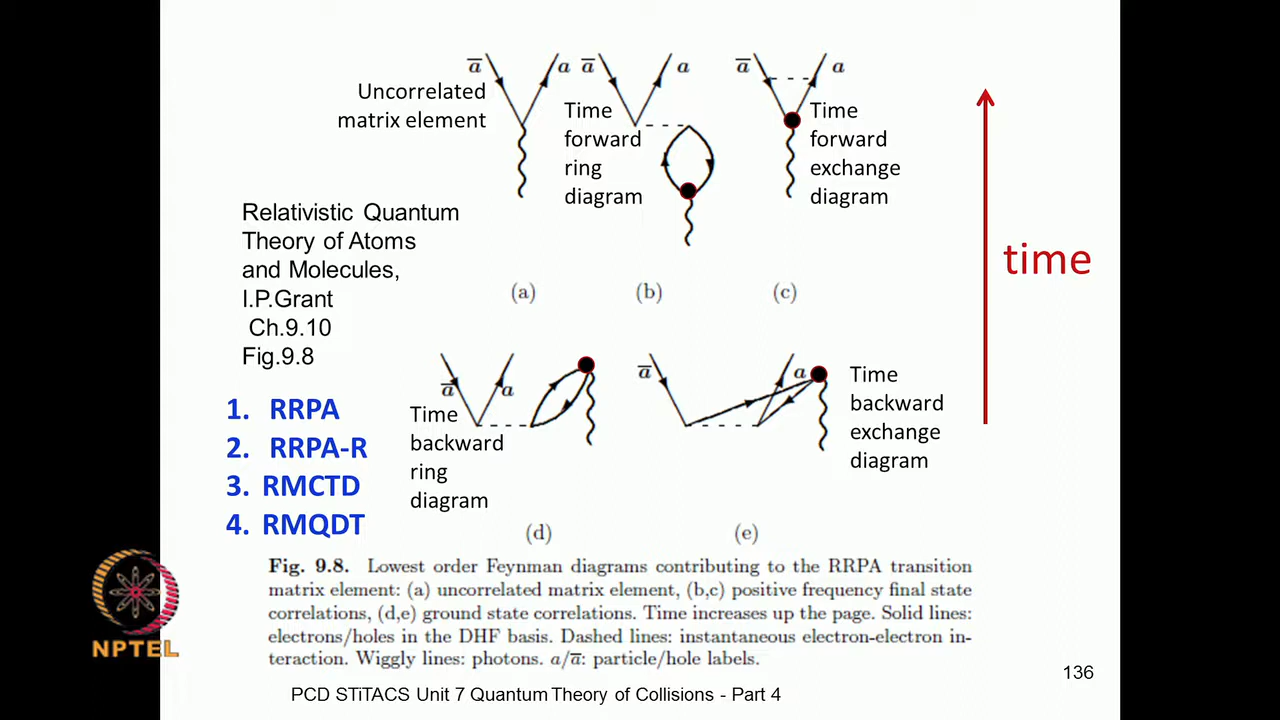 a̅ a a̅ a a̅ a
Uncorrelated
matrix element
Time
forward
ring
diagram
Time
forward
exchange
diagram
time
Relativistic Quantum
Theory of Atoms
and Molecules,
I.P.Grant
Ch.9.10
Fig.9.8
(a) (b) (c)
a̅ a a̅ a
1. RRPA
2. RRPA-R
3. RMCTD
4. RMQDT
Time
backward
ring
diagram
Time
backward
exchange
diagram
(d) (e)
Fig. 9.8. Lowest order Feynman diagrams contributing to the RRPA transition
matrix element: (a) uncorrelated matrix element, (b,c) positive frequency final state
correlations, (d,e) ground state correlations. Time increases up the page. Solid lines:
electrons/holes in the DHF basis. Dashed lines: instantaneous electron-electron in-
teraction. Wiggly lines: photons. a/a̅: particle/hole labels.
NPTEL
136
PCD STiTACS Unit 7 Quantum Theory of Collisions - Part 4